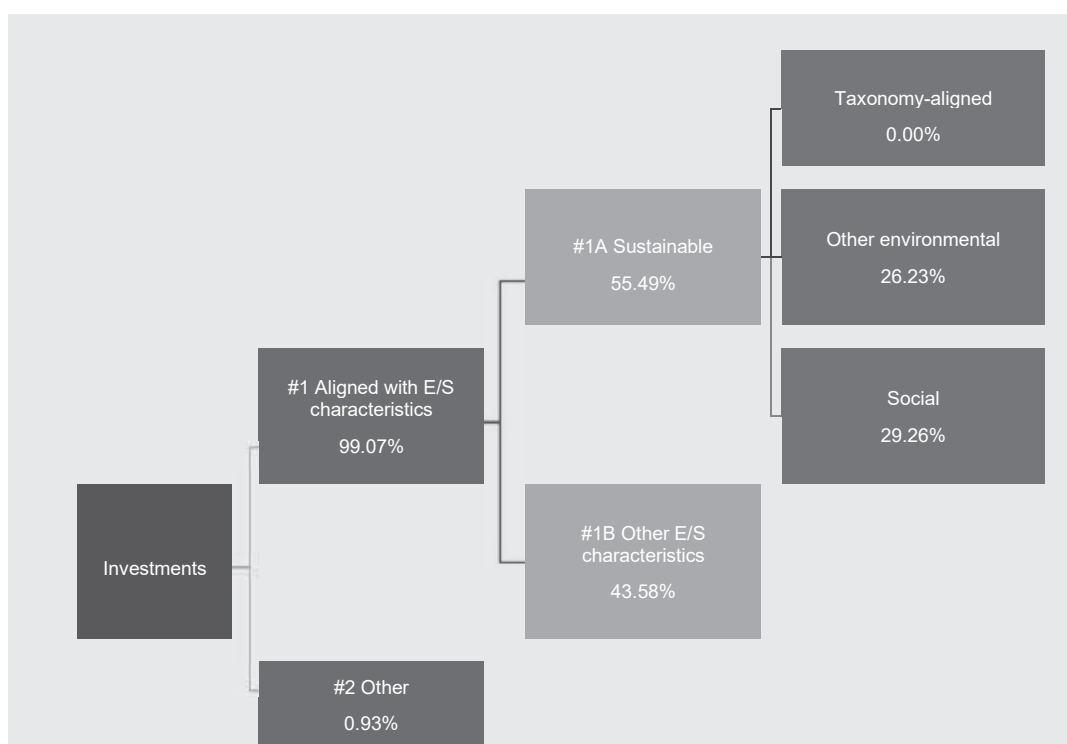 Taxonomy-aligned
0.00%
#1A Sustainable
55.49%
Other environmental
26.23%
#1 Aligned with E/S
characteristics
99.07%
Social
29.26%
Investments
#1B Other E/S
characteristics
43.58%
#2 Other
0.93%